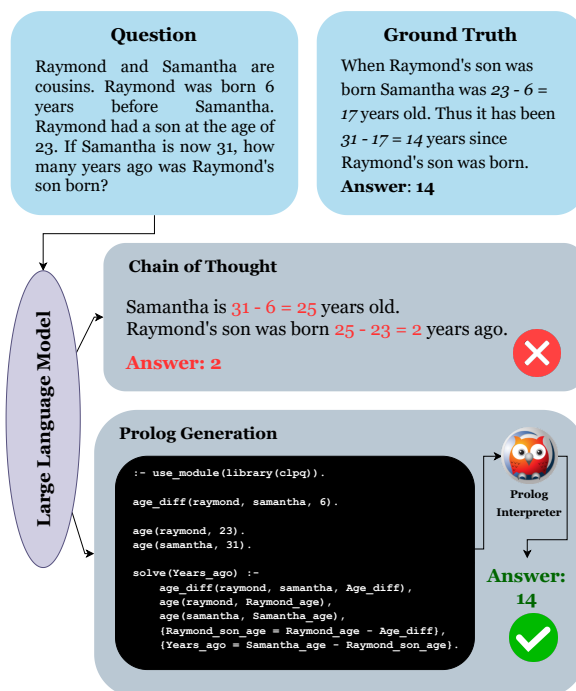 Question
Raymond and Samantha are
cousins. Raymond was born 6
years before Samantha.
Raymond had a son at the age of
23. If Samantha is now 31, how
many years ago was Raymond's
son born?
Ground Truth
When Raymond's son was
born Samantha was 23 - 6 =
17 years old. Thus it has been
31 - 17 = 14 years since
Raymond's son was born.
Answer: 14
Large Language Model
Chain of Thought
Samantha is 31 - 6 = 25 years old.
Raymond's son was born 25 - 23 = 2 years ago.
Answer: 2
Prolog Generation
:- use_module(library(clpq)).
age_diff(raymond, samantha, 6).
age(raymond, 23).
age(samantha, 31).
solve(Years_ago) :-
    age_diff(raymond, samantha, Age_diff),
    age(raymond, Raymond_age),
    age(samantha, Samantha_age),
    {Raymond_son_age = Raymond_age - Age_diff},
    {Years_ago = Samantha_age - Raymond_son_age}.
Prolog
Interpreter
Answer:
14